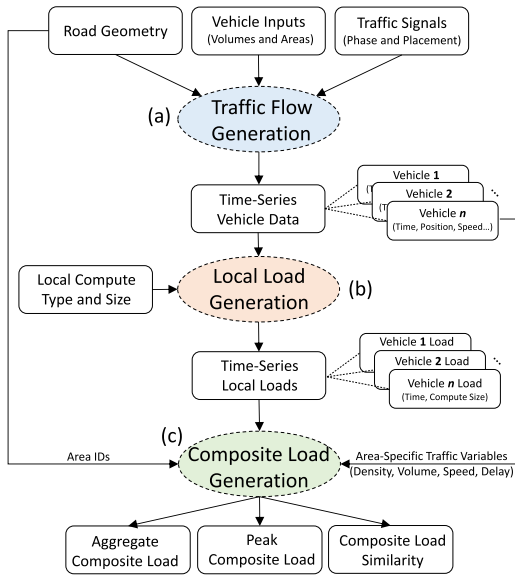 Road Geometry
Vehicle Inputs
(Volumes and Areas)
Traffic Signals
(Phase and Placement)
(a)
Traffic Flow
Generation
Time-Series
Vehicle Data
Vehicle 1
(T
Vehicle 2
(T
Vehicle n
(Time, Position, Speed...)
...
Local Compute
Type and Size
Local Load
Generation
(b)
Time-Series
Local Loads
Vehicle 1 Load
Vehicle 2 Load
Vehicle n Load
(Time, Compute Size)
...
(c)
Composite Load
Generation
Area IDs
Area-Specific Traffic Variables
(Density, Volume, Speed, Delay)
Aggregate
Composite Load
Peak
Composite Load
Composite Load
Similarity